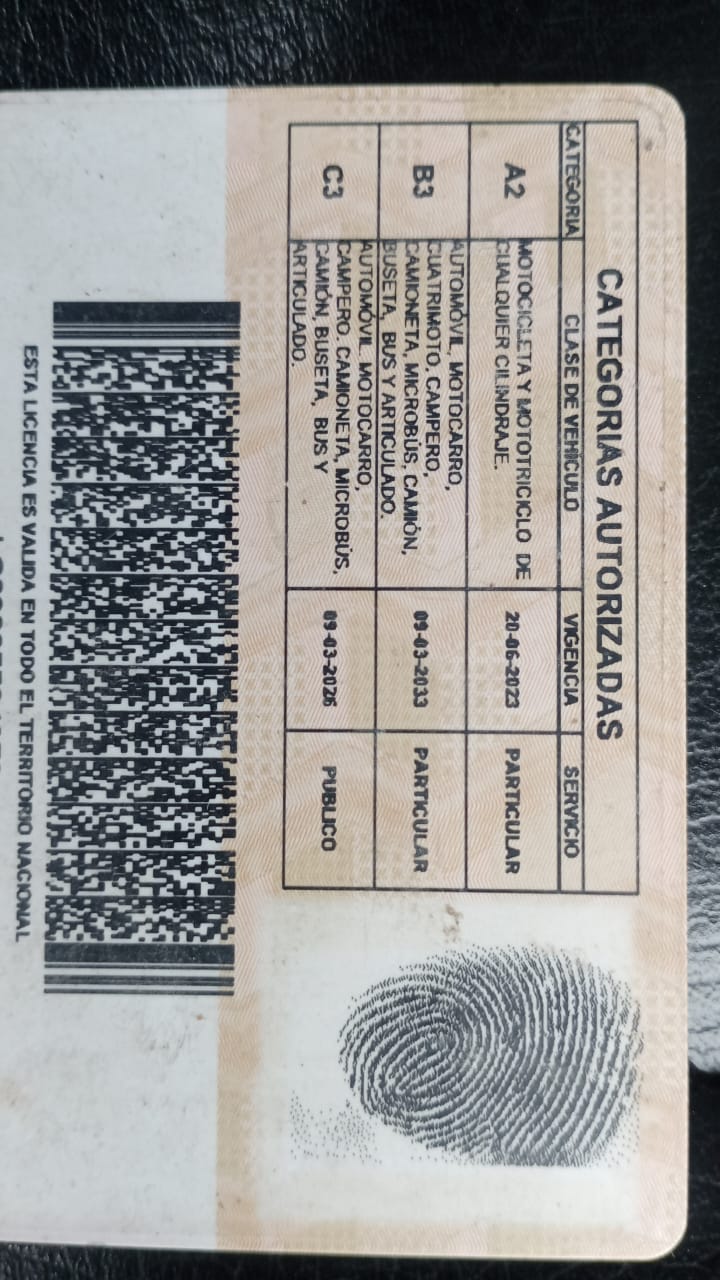 CATEGORIAS AUTORIZADAS
CATEGORIA CLASE DE VEHICULO VIGENCIA SERVICIO
A2 MOTOCICLETA Y MOTOTRICICLO DE CUALQUIER CILINDRAJE. 20-06-2023 PARTICULAR
B3 AUTOMÓVIL, MOTOCARRO, CUATRIMOTO, CAMPERO, CAMIONETA, MICROBÚS, CAMIÓN, BUSETA, BUS Y ARTICULADO. 09-03-2033 PARTICULAR
C3 AUTOMÓVIL. MOTOCARRO, CAMPERO. CAMIONETA, MICROBÚS, CAMIÓN, BUSETA, BUS Y ARTICULADO. 09-03-2026 PUBLICO
ESTA LICENCIA ES VALIDA EN TODO EL TERRITORIO NACIONAL